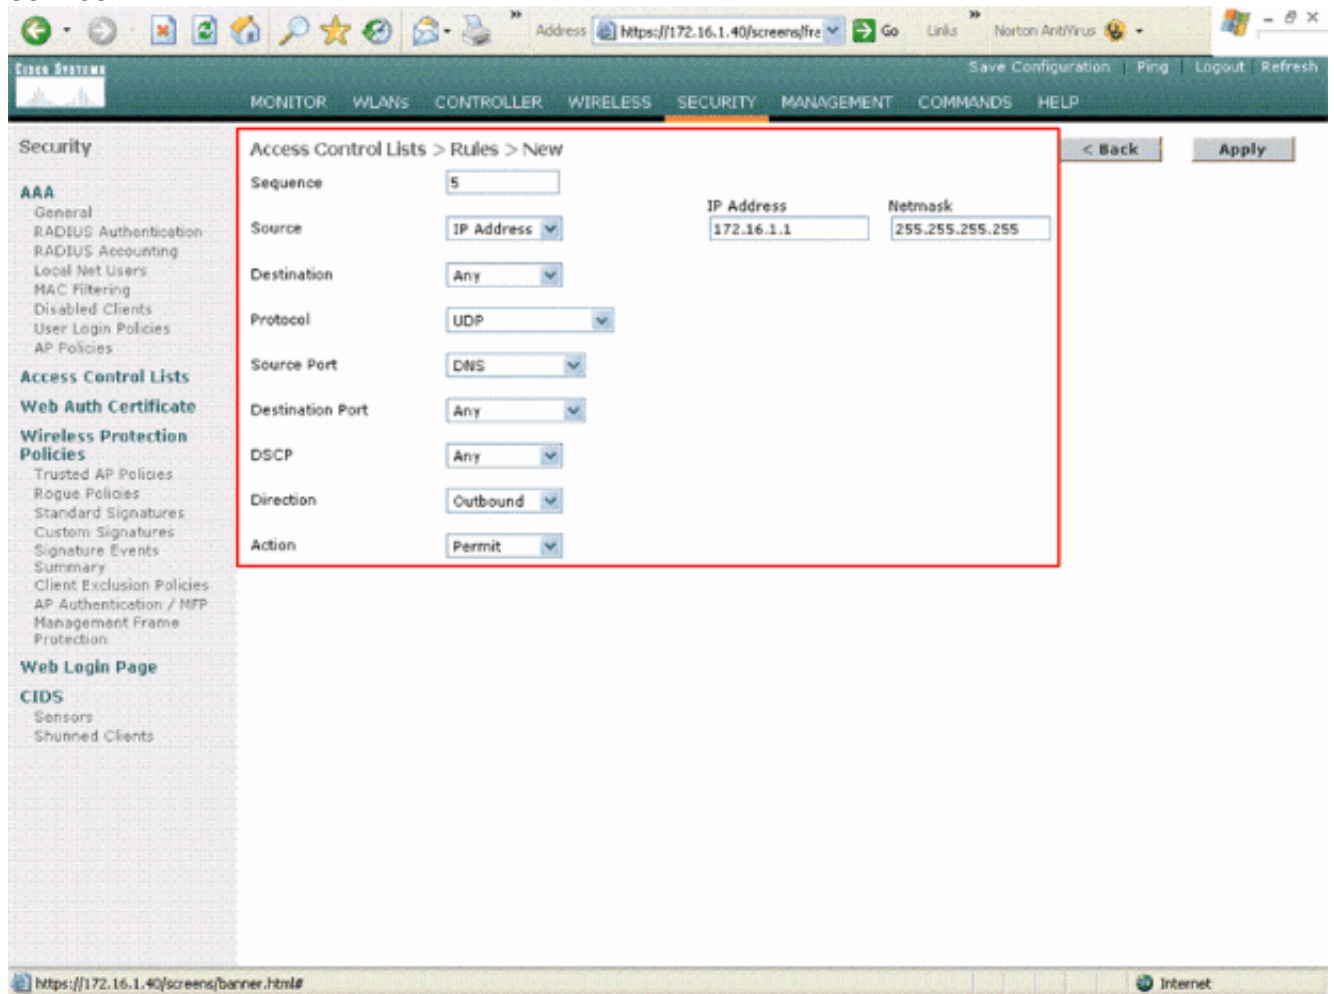 Address https://172.16.1.40/screens/fra Go Links Norton AntiVirus
CISCO SYSTEMS
Save Configuration | Ping | Logout | Refresh
MONITOR WLANs CONTROLLER WIRELESS SECURITY MANAGEMENT COMMANDS HELP
Security
AAA
General
RADIUS Authentication
RADIUS Accounting
Local Net Users
MAC Filtering
Disabled Clients
User Login Policies
AP Policies
Access Control Lists
Web Auth Certificate
Wireless Protection
Policies
Trusted AP Policies
Rogue Policies
Standard Signatures
Custom Signatures
Signature Events
Summary
Client Exclusion Policies
AP Authentication / MFP
Management Frame
Protection
Web Login Page
CIDS
Sensors
Shunned Clients
Access Control Lists > Rules > New
< Back Apply
Sequence 5
IP Address Netmask
Source IP Address 172.16.1.1 255.255.255.255
Destination Any
Protocol UDP
Source Port DNS
Destination Port Any
DSCP Any
Direction Outbound
Action Permit
https://172.16.1.40/screens/banner.html# Internet